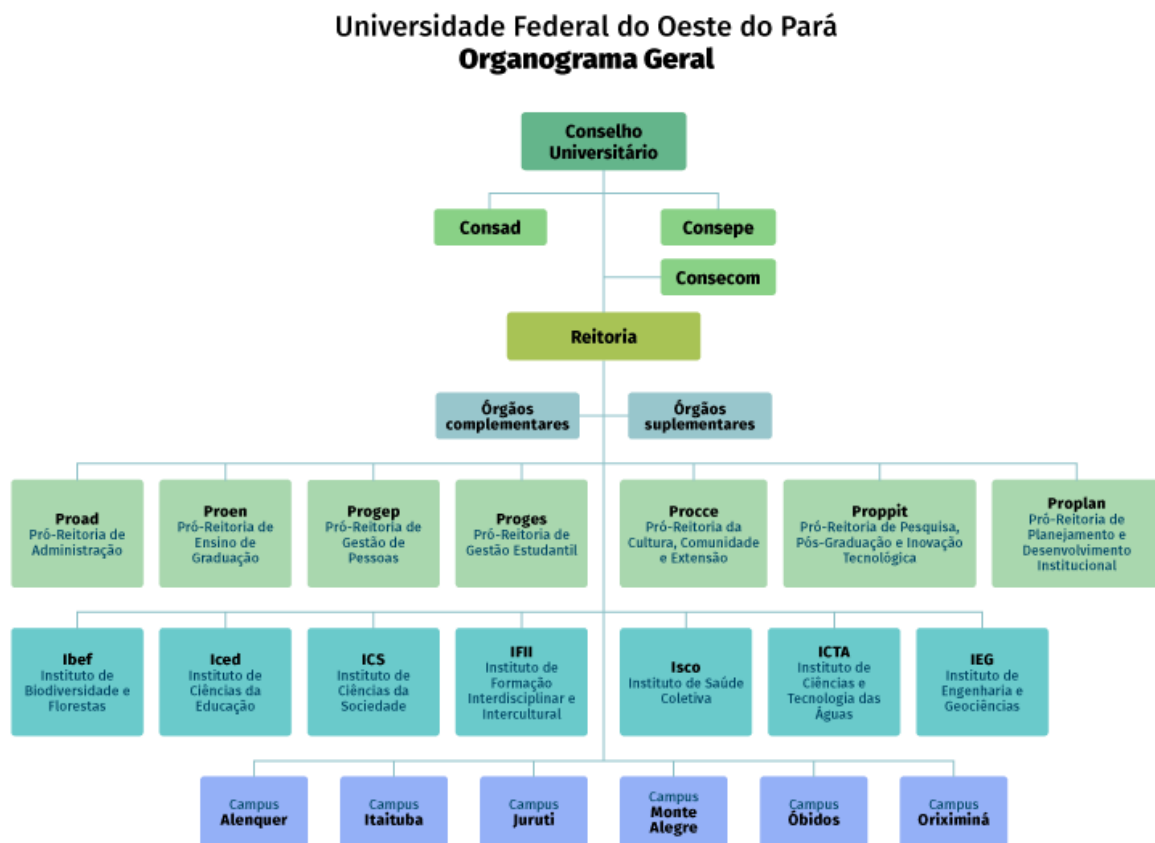 Universidade Federal do Oeste do Pará
Organograma Geral
Conselho
Universitário
Consad
Consepe
Consecom
Reitoria
Órgãos
complementares
Órgãos
suplementares
Proad
Pró-Reitoria de
Administração
Proen
Pró-Reitoria de
Ensino de
Graduação
Progep
Pró-Reitoria de
Gestão de
Pessoas
Proges
Pró-Reitoria de
Gestão Estudantil
Procce
Pró-Reitoria da
Cultura, Comunidade
e Extensão
Proppit
Pró-Reitoria de Pesquisa,
Pós-Graduação e Inovação
Tecnológica
Proplan
Pró-Reitoria de
Planejamento e
Desenvolvimento
Institucional
Ibef
Instituto de
Biodiversidade e
Florestas
Iced
Instituto de
Ciências da
Educação
ICS
Instituto de
Ciências da
Sociedade
IFII
Instituto de
Formação
Interdisciplinar e
Intercultural
Isco
Instituto de Saúde
Coletiva
ICTA
Instituto de
Ciências e
Tecnologia das
Águas
IEG
Instituto de
Engenharia e
Geociências
Campus
Alenquer
Campus
Itaituba
Campus
Juruti
Campus
Monte
Alegre
Campus
Óbidos
Campus
Oriximiná